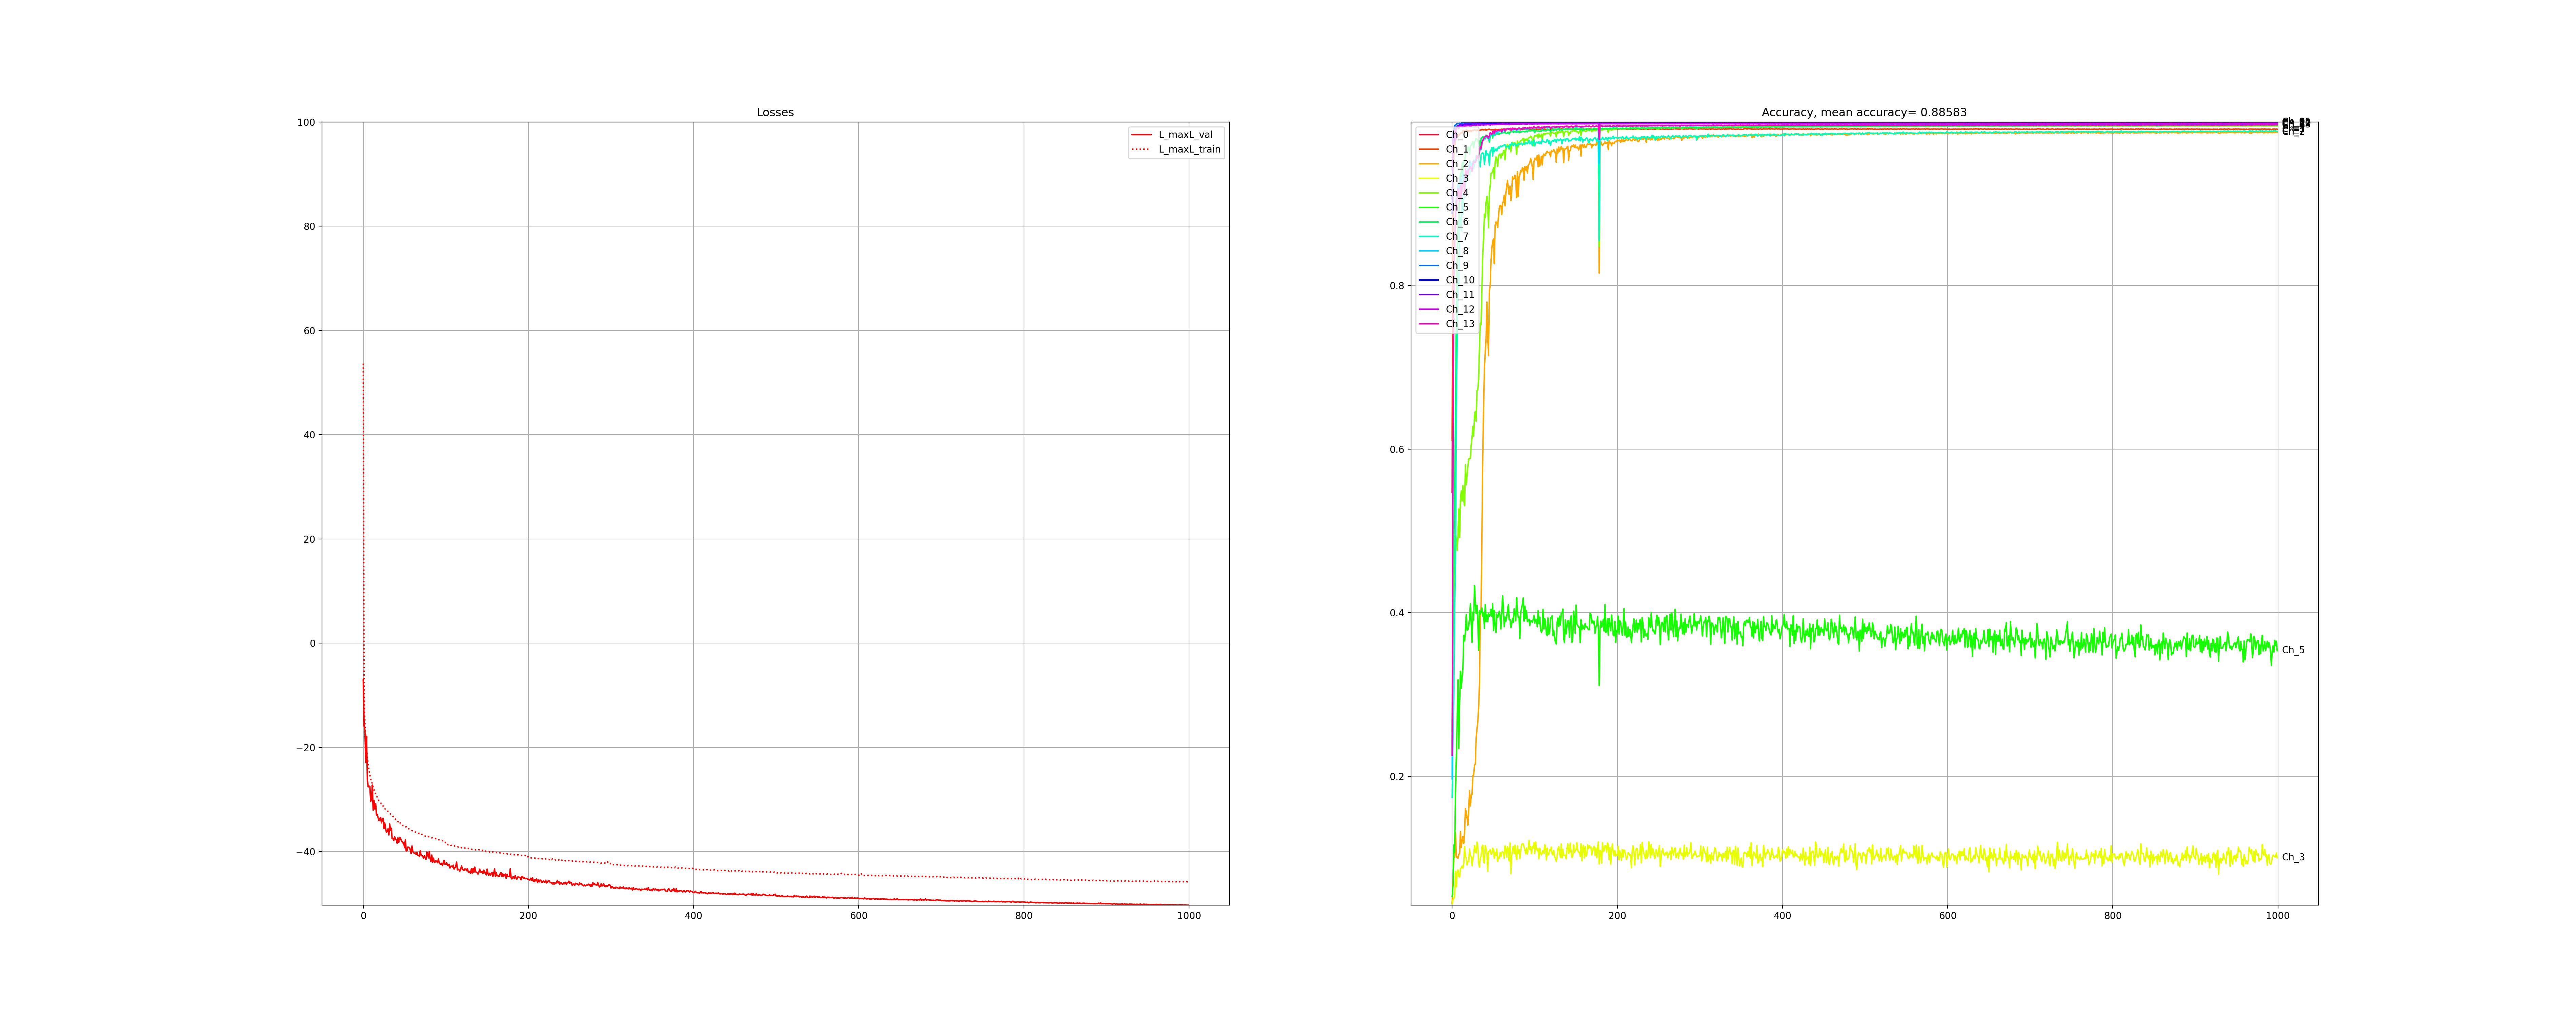 Losses
100
80
60
40
20
0
−20
−40
0
200
400
600
800
1000
L_maxL_val
L_maxL_train
Accuracy, mean accuracy= 0.88583
0.8
0.6
0.4
0.2
0
200
400
600
800
1000
Ch_0
Ch_1
Ch_2
Ch_3
Ch_4
Ch_5
Ch_6
Ch_7
Ch_8
Ch_9
Ch_10
Ch_11
Ch_12
Ch_13
Ch_2
Ch_5
Ch_3